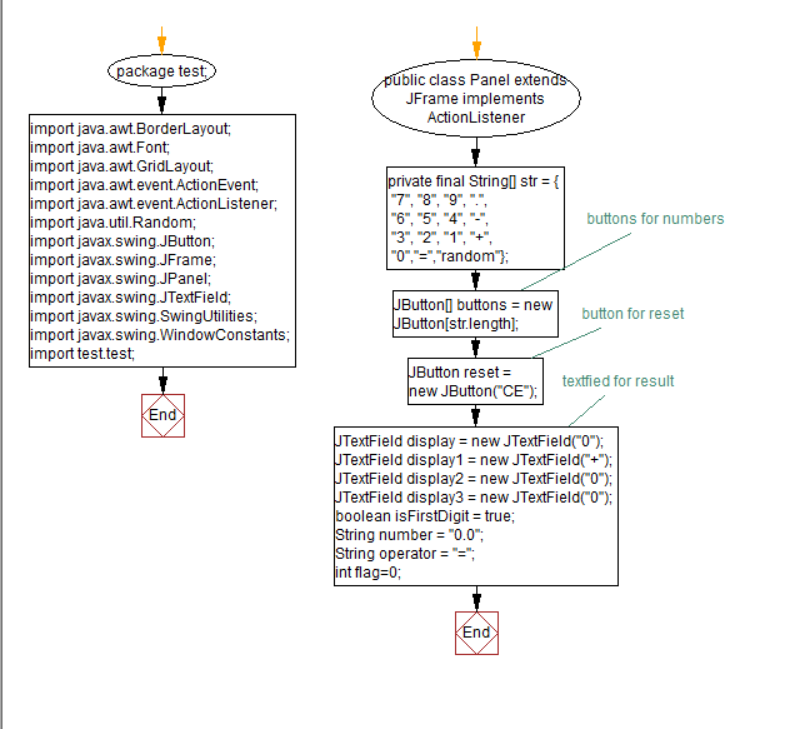 package test;
import java.awt.BorderLayout;
import java.awt.Font;
import java.awt.GridLayout;
import java.awt.event.ActionEvent;
import java.awt.event.ActionListener;
import java.util.Random;
import javax.swing.JButton;
import javax.swing.JFrame;
import javax.swing.JPanel;
import javax.swing.JTextField;
import javax.swing.SwingUtilities;
import javax.swing.WindowConstants;
import test.test;
End
public class Panel extends
JFrame implements
ActionListener
private final String[] str = {
"7", "8", "9", ".",
"6", "5", "4", "-",
"3", "2", "1", "+",
"0","=","random"};
buttons for numbers
JButton[] buttons = new
JButton[str.length];
button for reset
JButton reset =
new JButton("CE");
textfied for result
JTextField display = new JTextField("0");
JTextField display1 = new JTextField("+");
JTextField display2 = new JTextField("0");
JTextField display3 = new JTextField("0");
boolean isFirstDigit = true;
String number = "0.0";
String operator = "=";
int flag=0;
End